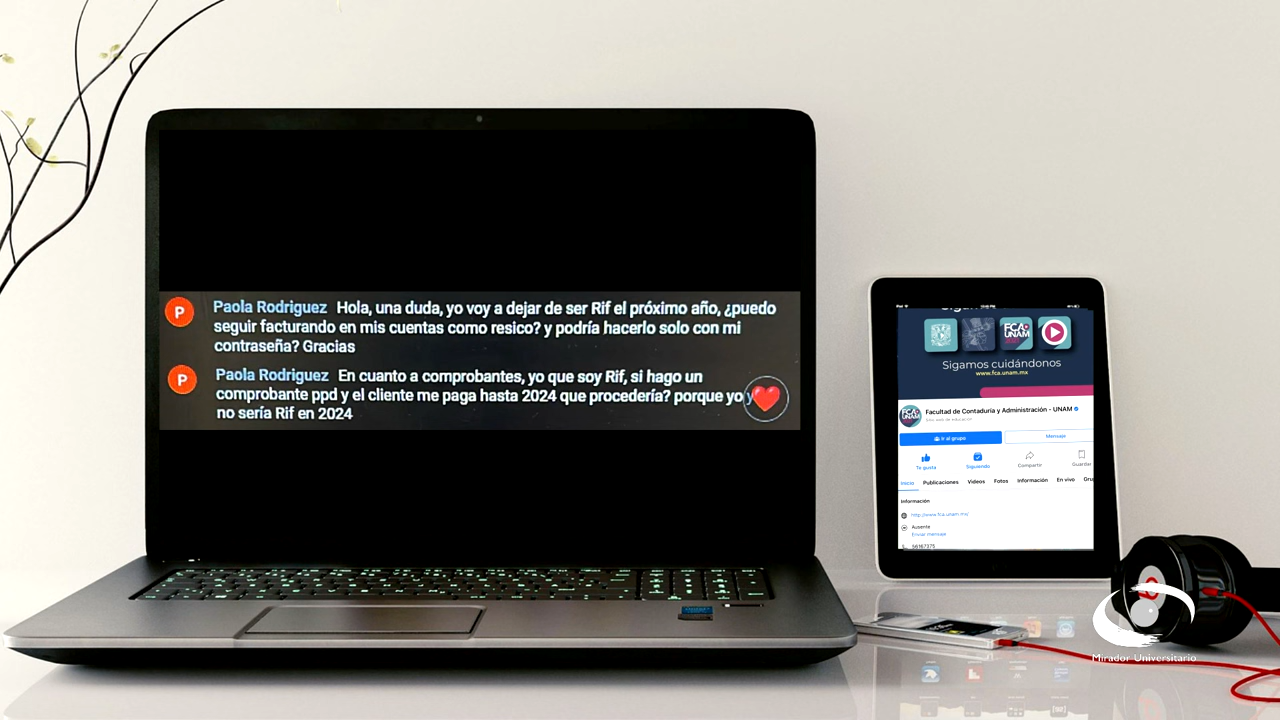 P
Paola Rodriguez Hola, una duda, yo voy a dejar de ser Rif el próximo año, ¿puedo
seguir facturando en mis cuentas como resico? y podría hacerlo solo con mi
contraseña? Gracias
P
Paola Rodriguez En cuanto a comprobantes, yo que soy Rif, si hago un
comprobante ppd y el cliente me paga hasta 2024 que procedería? porque yo y
no sería Rif en 2024
FCA
UNAM
Sigamos cuidándonos
www.fca.unam.mx
Facultad de Contaduría y Administración - UNAM
Ir al grupo
Mensaje
Te gusta
Siguiendo
Compartir
Guardar
Inicio Publicaciones Videos Fotos Información En vivo Gru
Información
http://www.fca.unam.mx/
Ausente
Enviar mensaje
56167375
Mirador Universitario